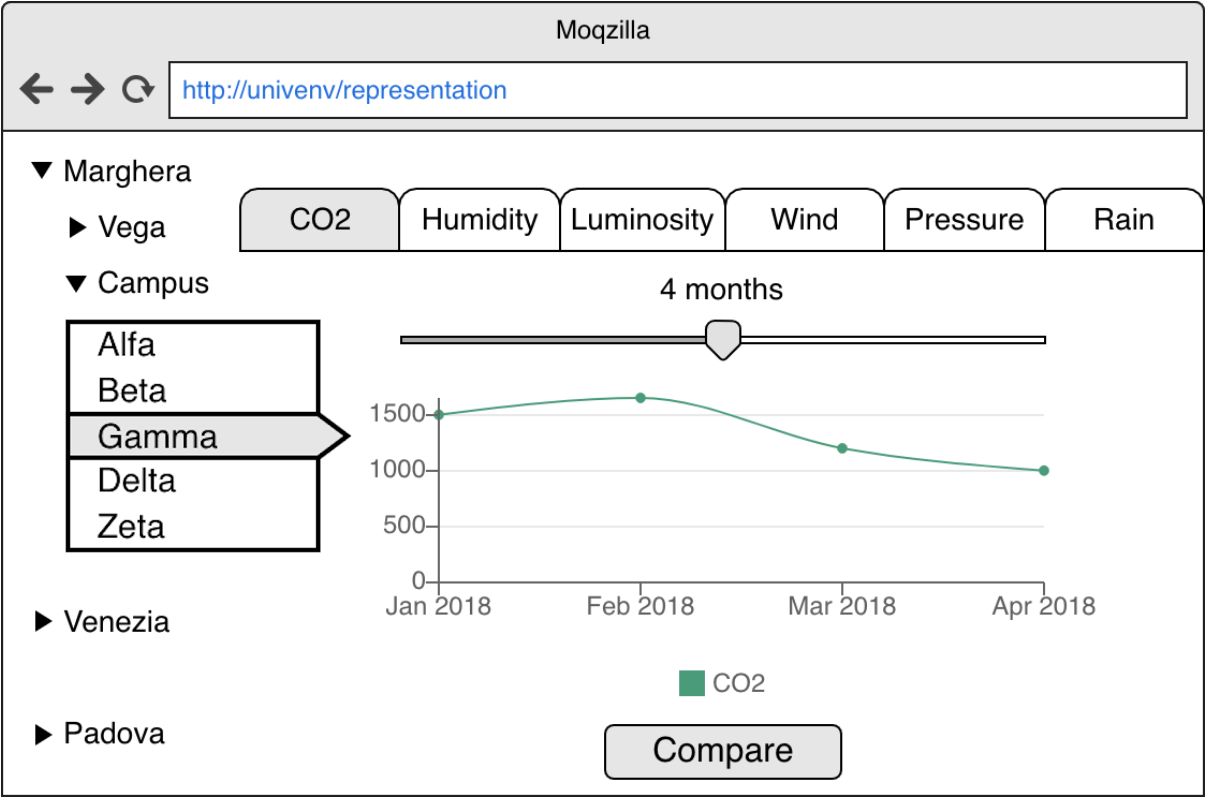 Moqzilla
http://univenv/representation
Marghera
Vega
Campus
Alfa
Beta
Gamma
Delta
Zeta
Venezia
Padova
CO2 Humidity Luminosity Wind Pressure Rain
4 months
1500
1000
500
0
Jan 2018 Feb 2018 Mar 2018 Apr 2018
CO2
Compare